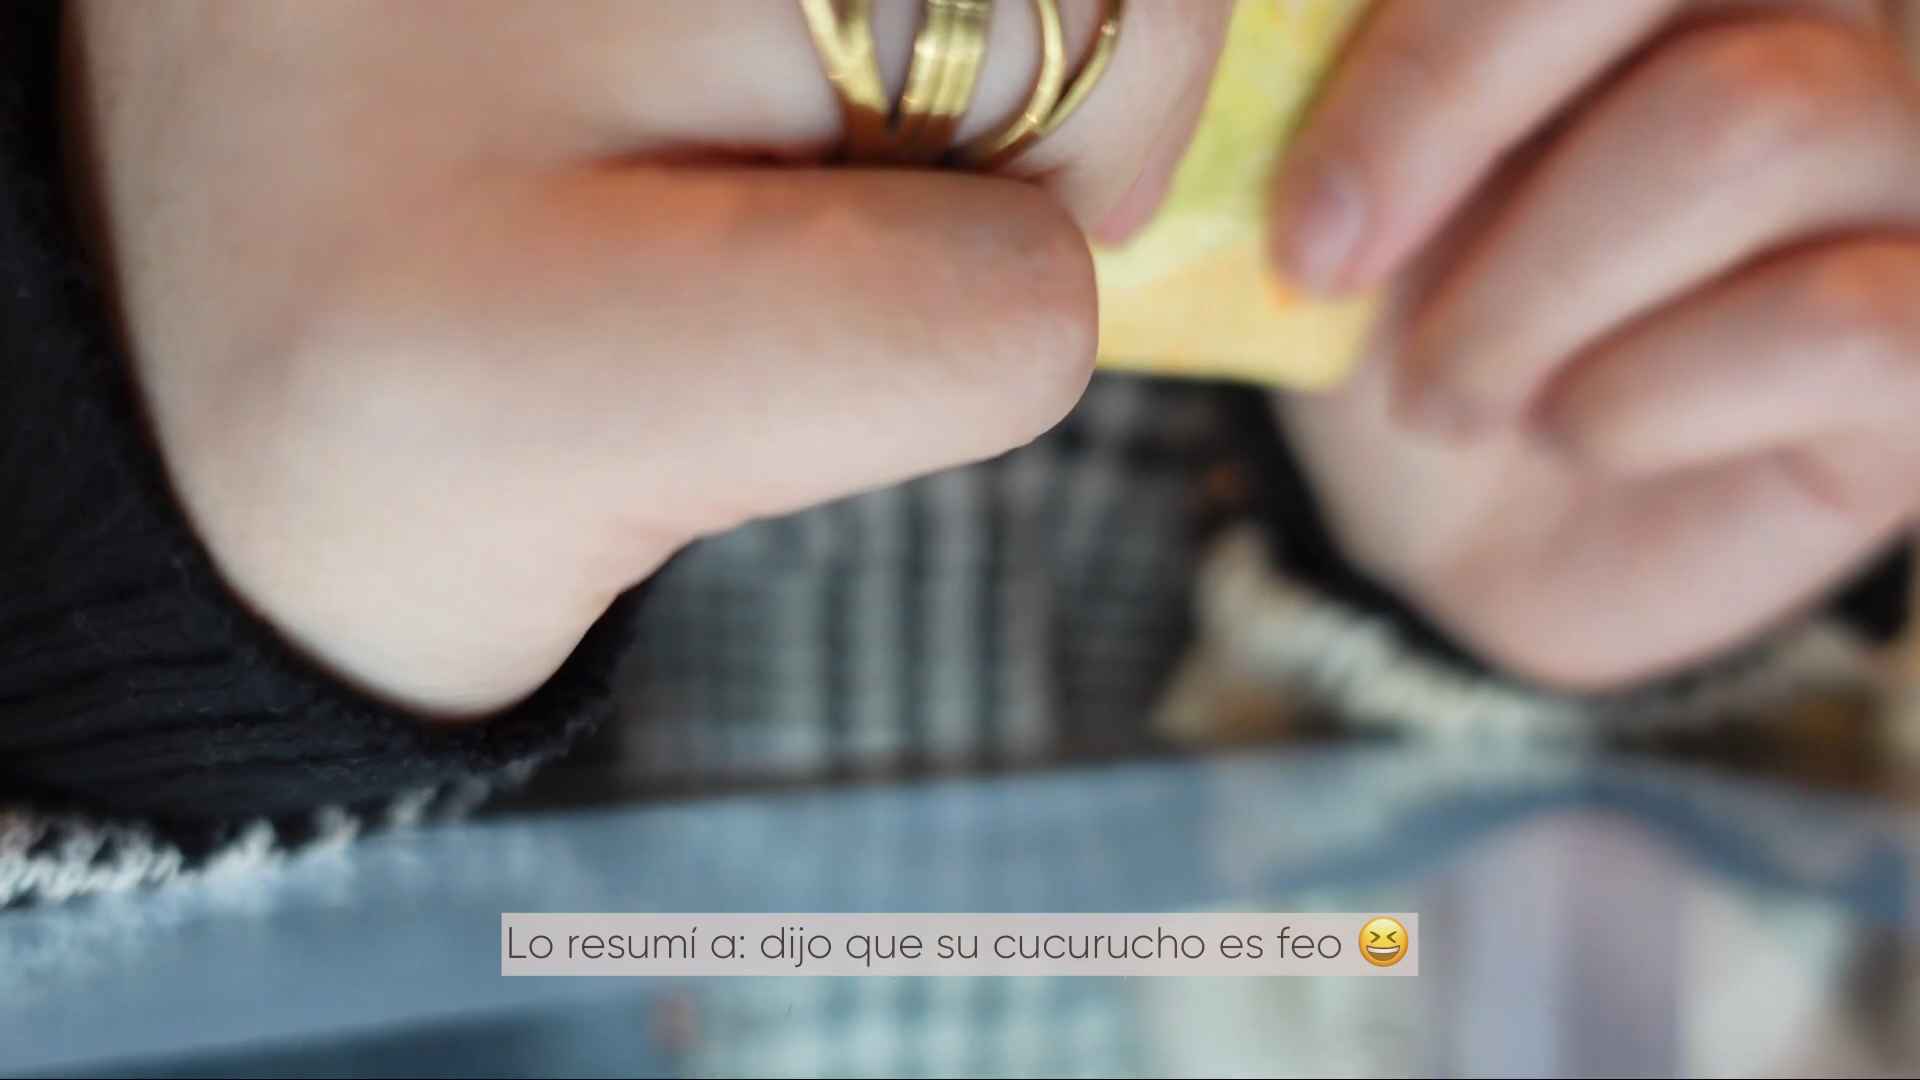 Lo resumí a: dijo que su cucurucho es feo 😆